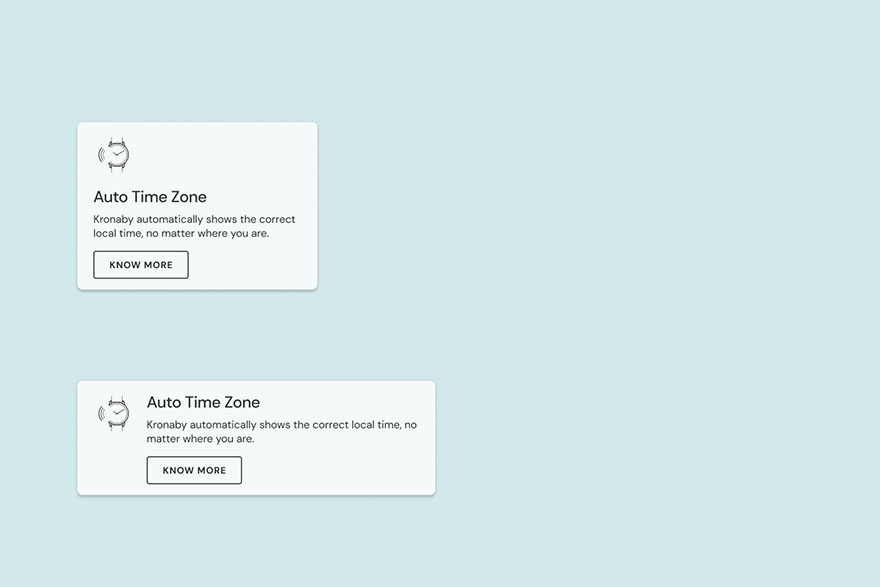 Auto Time Zone
Kronaby automatically shows the correct
local time, no matter where you are.
KNOW MORE
Auto Time Zone
Kronaby automatically shows the correct local time, no
matter where you are.
KNOW MORE